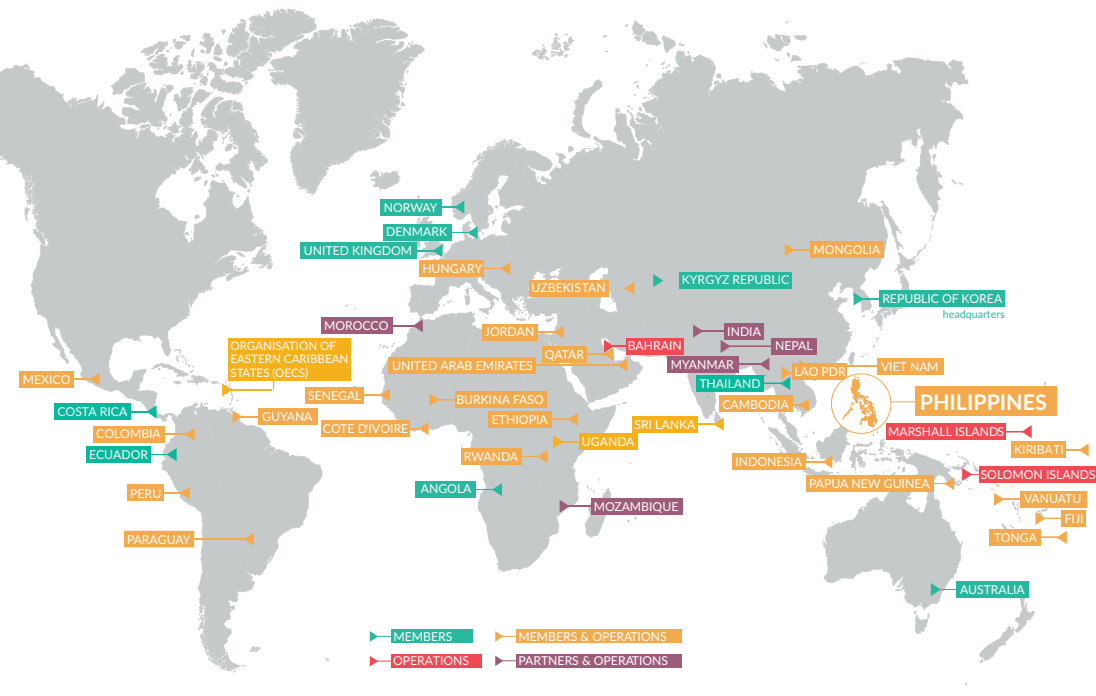 NORWAY
DENMARK
UNITED KINGDOM
MONGOLIA
HUNGARY
KYRGYZ REPUBLIC
UZBEKISTAN
REPUBLIC OF KOREA
headquarters
MOROCCO
JORDAN
INDIA
BAHRAIN
NEPAL
ORGANISATION OF
EASTERN CARIBBEAN
STATES (OECS)
QATAR
UNITED ARAB EMIRATES
MYANMAR
LAO PDR
VIET NAM
MEXICO
THAILAND
SENEGAL
BURKINA FASO
CAMBODIA
PHILIPPINES
COSTA RICA
GUYANA
ETHIOPIA
SRI LANKA
COTE D'IVOIRE
MARSHALL ISLANDS
COLOMBIA
UGANDA
KIRIBATI
ECUADOR
RWANDA
INDONESIA
SOLOMON ISLANDS
PAPUA NEW GUINEA
ANGOLA
PERU
VANUATU
MOZAMBIQUE
FIJI
PARAGUAY
TONGA
AUSTRALIA
MEMBERS
MEMBERS & OPERATIONS
OPERATIONS
PARTNERS & OPERATIONS